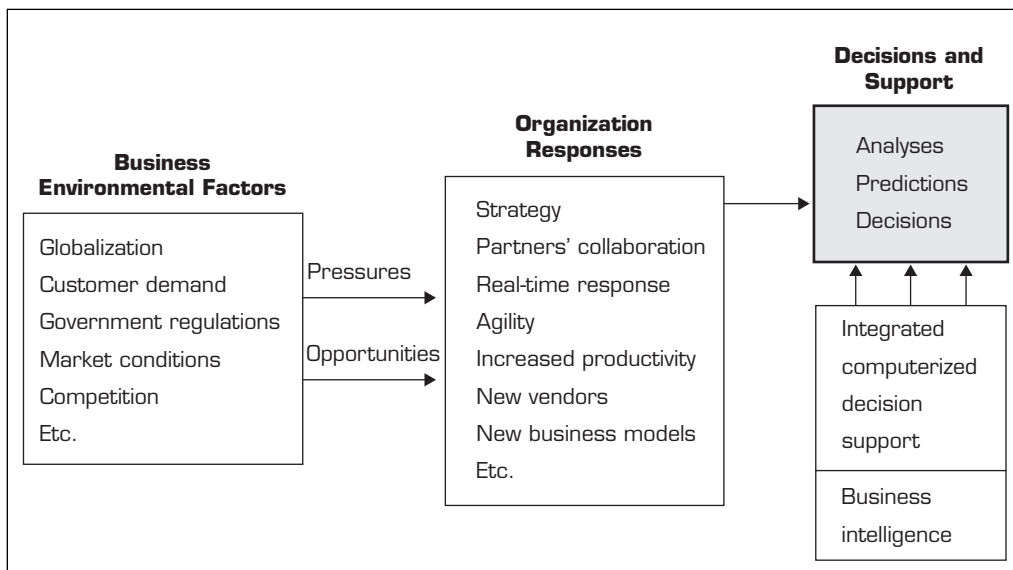 Business
Environmental Factors
Globalization
Customer demand
Government regulations
Market conditions
Competition
Etc.
Pressures
Opportunities
Organization
Responses
Strategy
Partners’ collaboration
Real-time response
Agility
Increased productivity
New vendors
New business models
Etc.
Decisions and
Support
Analyses
Predictions
Decisions
Integrated
computerized
decision
support
Business
intelligence